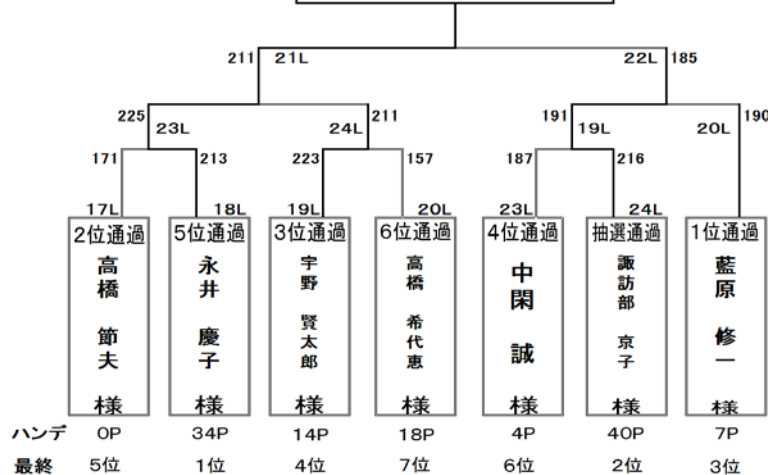 211 21L 22L 185
225 23L 24L 211 191 19L 20L 190
171 213 223 157 187 216
17L 18L 19L 20L 23L 24L
2位通過 5位通過 3位通過 6位通過 4位通過 抽選通過 1位通過
高橋 節夫 様
永井 慶子 様
宇野 賢太郎 様
高橋 希代恵 様
中閑 誠 様
諏訪部 京子 様
藍原 修一 様
ハンデ 0P 34P 14P 18P 4P 40P 7P
最終 5位 1位 4位 7位 6位 2位 3位